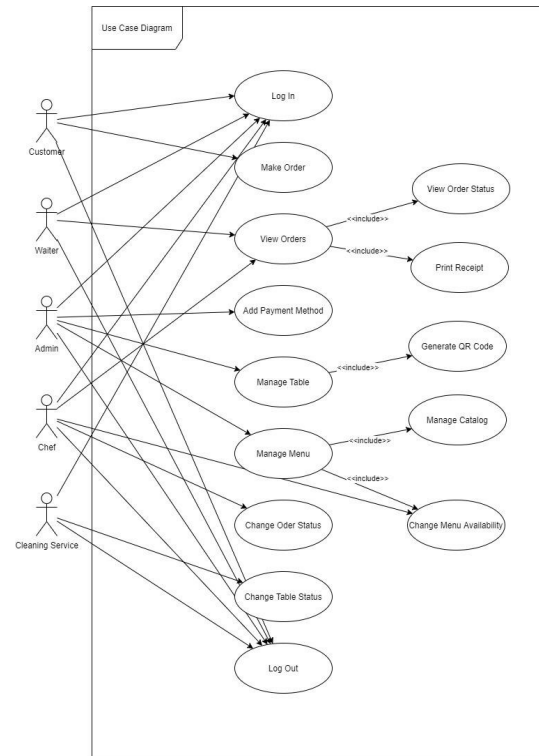 Use Case Diagram
Log In
Customer
Make Order
View Order Status
<<include>>
Waiter
View Orders
<<include>>
Print Receipt
Add Payment Method
Admin
Generate QR Code
<<include>>
Manage Table
Manage Catalog
<<include>>
Chef
Manage Menu
<<include>>
Change Oder Status
Change Menu Availability
Cleaning Service
Change Table Status
Log Out